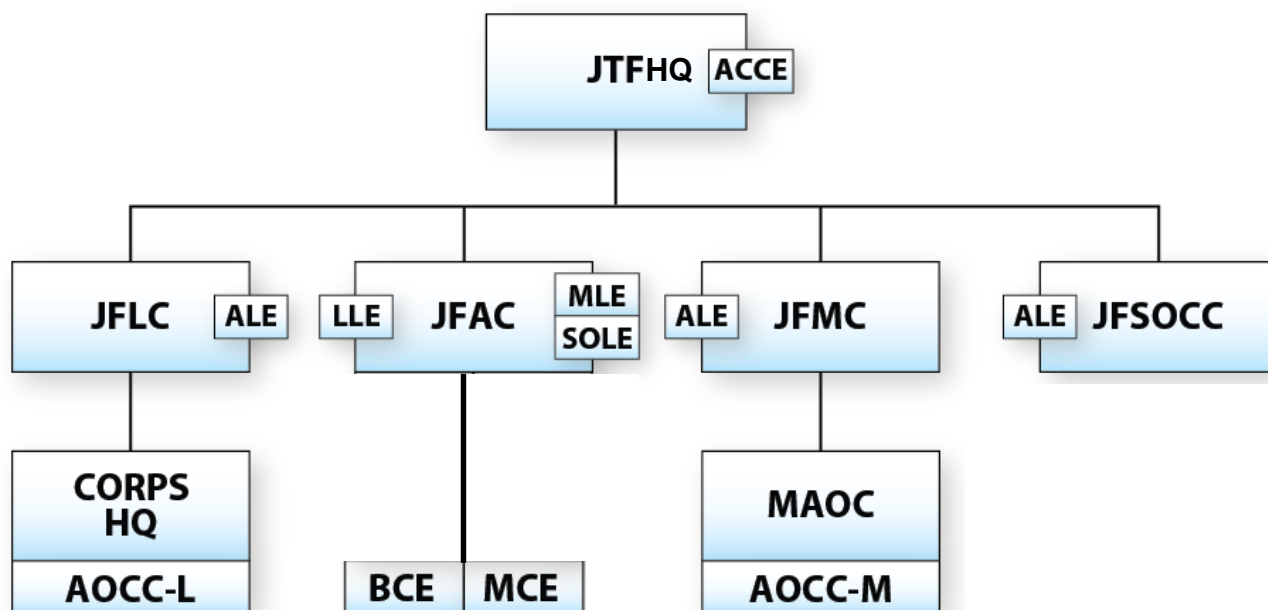 JTFHQ ACCE
JFLC ALE LLE JFAC MLE SOLE ALE JFMC ALE JFSOCC
CORPS
HQ
MAOC
AOCC-L BCE MCE AOCC-M